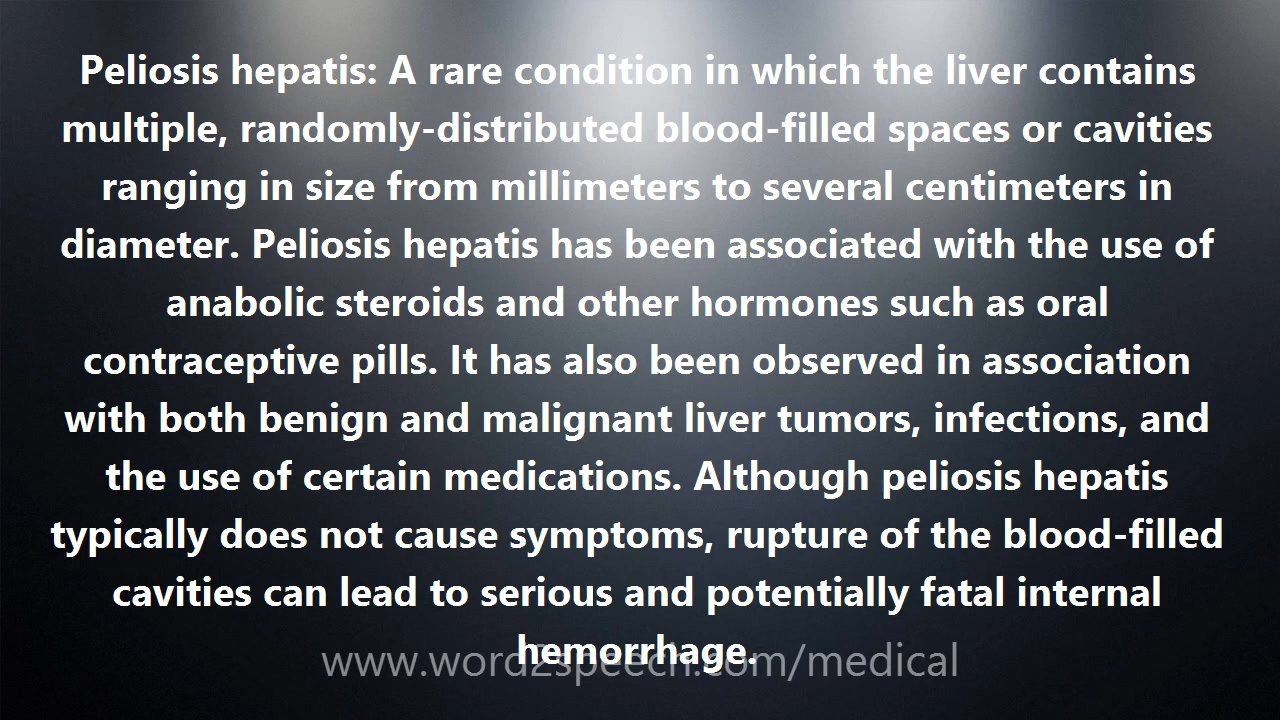 Peliosis hepatis: A rare condition in which the liver contains
multiple, randomly-distributed blood-filled spaces or cavities
ranging in size from millimeters to several centimeters in
diameter. Peliosis hepatis has been associated with the use of
anabolic steroids and other hormones such as oral
contraceptive pills. It has also been observed in association
with both benign and malignant liver tumors, infections, and
the use of certain medications. Although peliosis hepatis
typically does not cause symptoms, rupture of the blood-filled
cavities can lead to serious and potentially fatal internal
hemorrhage.
www.word2speech.com/medical